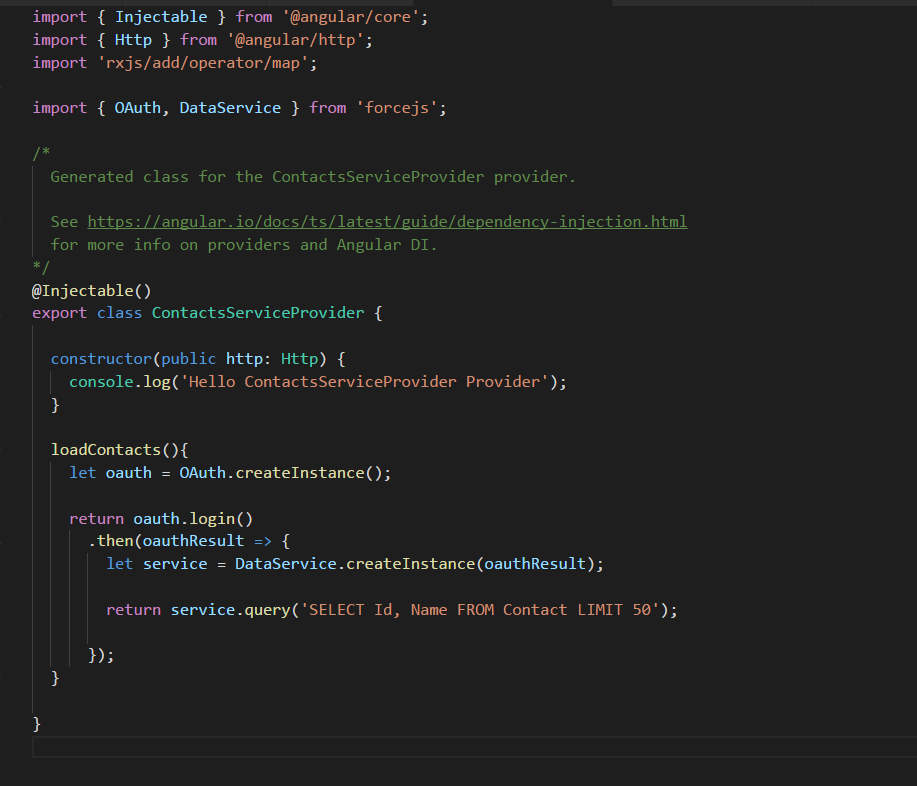 import { Injectable } from '@angular/core';
import { Http } from '@angular/http';
import 'rxjs/add/operator/map';
import { OAuth, DataService } from 'forcejs';
/*
Generated class for the ContactsServiceProvider provider.
See https://angular.io/docs/ts/latest/guide/dependency-injection.html
for more info on providers and Angular DI.
*/
@Injectable()
export class ContactsServiceProvider {
constructor(public http: Http) {
console.log('Hello ContactsServiceProvider Provider');
}
loadContacts(){
let oauth = OAuth.createInstance();
return oauth.login()
.then(oauthResult => {
let service = DataService.createInstance(oauthResult);
return service.query('SELECT Id, Name FROM Contact LIMIT 50');
});
}
}